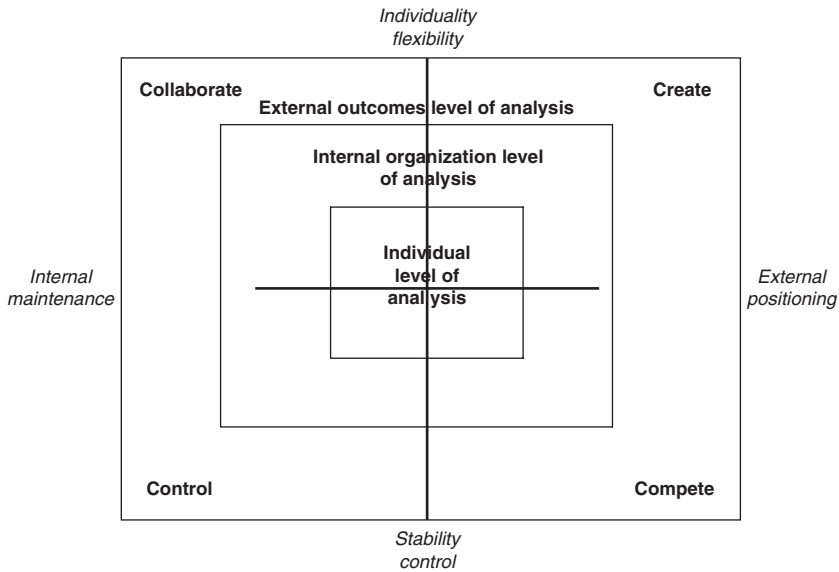 Individuality
flexibility
Collaborate
Create
External outcomes level of analysis
Internal organization level
of analysis
Individual
level of
analysis
Internal
maintenance
External
positioning
Control
Compete
Stability
control